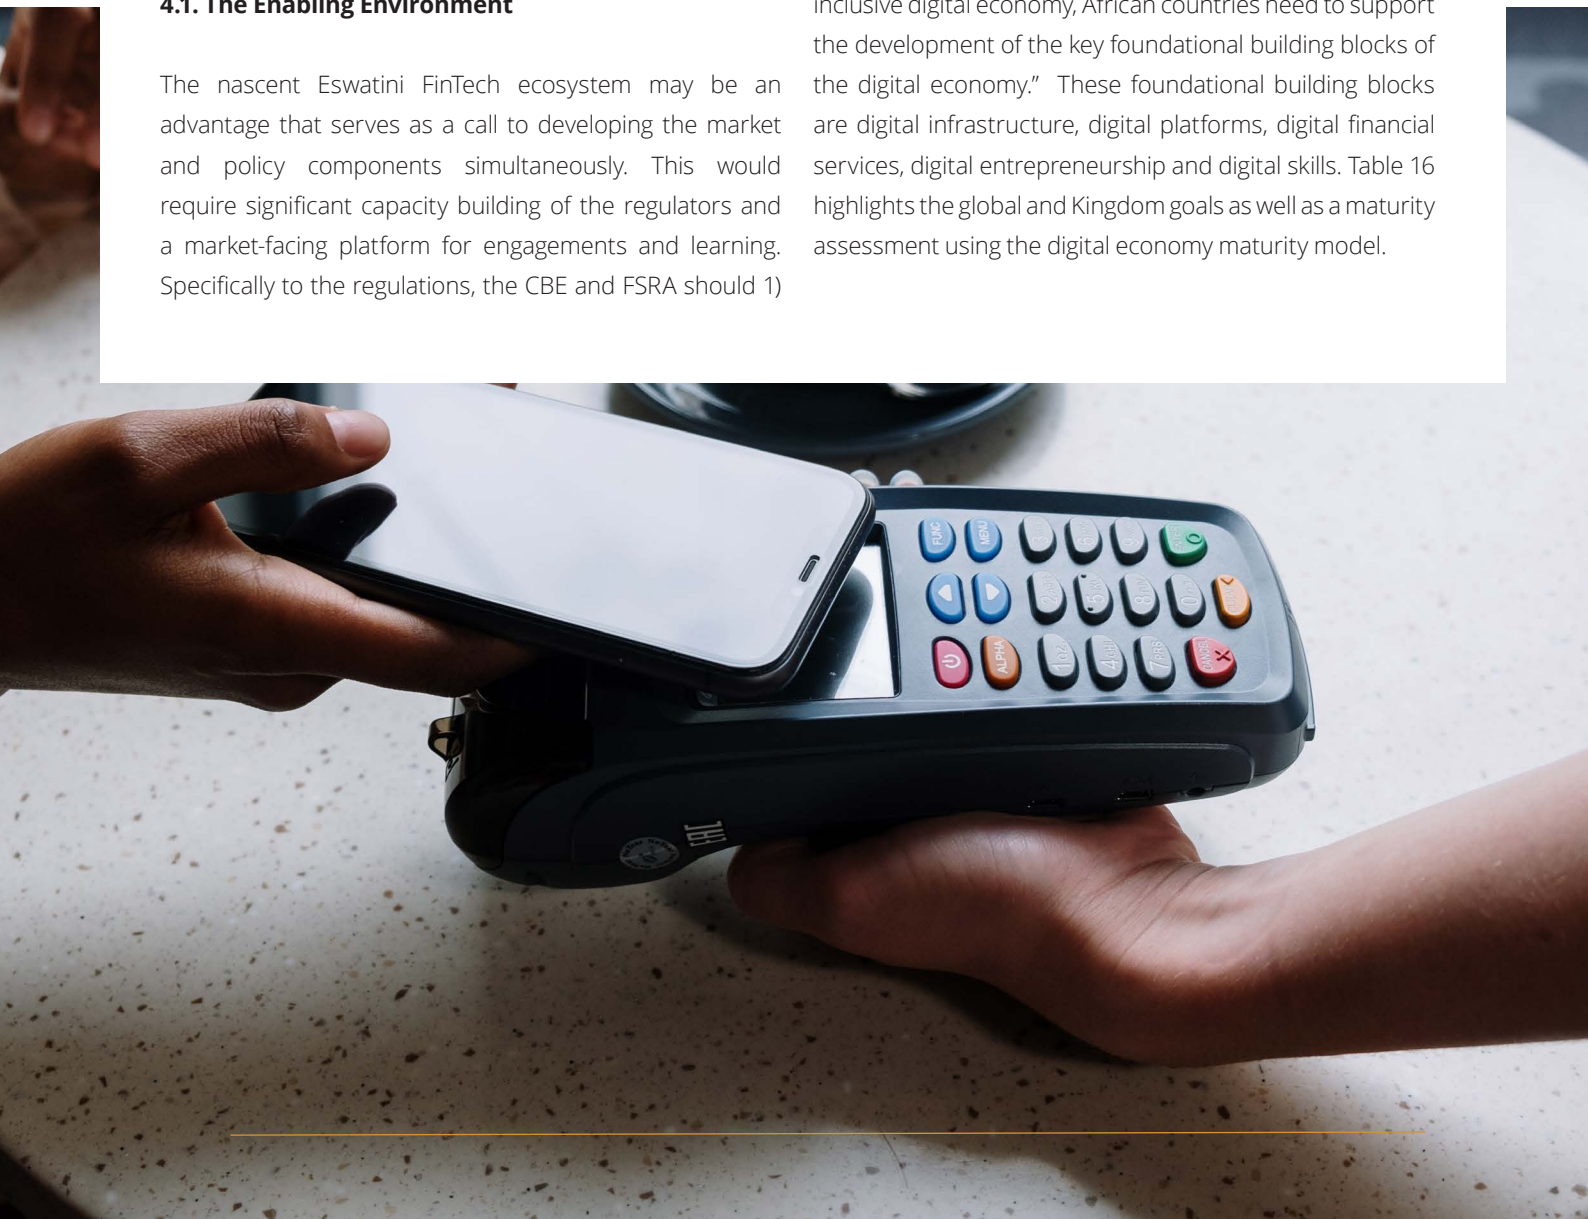 4.1. The Enabling Environment
The nascent Eswatini FinTech ecosystem may be an
advantage that serves as a call to developing the market
and policy components simultaneously. This would
require significant capacity building of the regulators and
a market-facing platform for engagements and learning.
Specifically to the regulations, the CBE and FSRA should 1)
inclusive digital economy, African countries need to support
the development of the key foundational building blocks of
the digital economy.” These foundational building blocks
are digital infrastructure, digital platforms, digital financial
services, digital entrepreneurship and digital skills. Table 16
highlights the global and Kingdom goals as well as a maturity
assessment using the digital economy maturity model.
FUNC
MENU
ALPHA
CANCEL
EAC